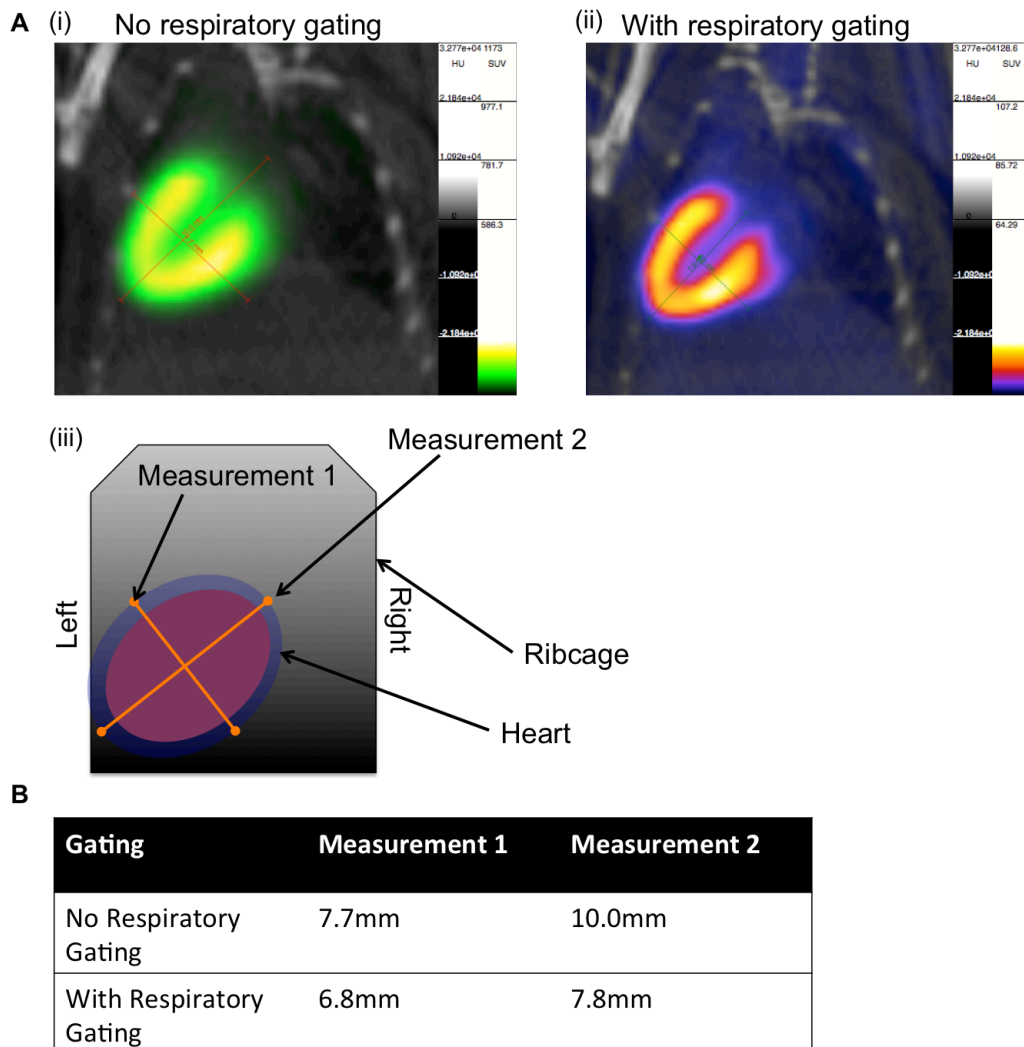 A (i) No respiratory gating
(ii) With respiratory gating
3.277e+04 1173
HU SUV
2.184e+04
977.1
1.092e+04
781.7
0
586.3
-1.092e+0
-2.184e+0
3.277e+04 128.6
HU SUV
2.184e+04
107.2
1.092e+04
85.72
0
64.29
-1.092e+0
-2.184e+0
(iii)
Measurement 2
Measurement 1
Left
Right
Ribcage
Heart
B
Gating Measurement 1 Measurement 2
No Respiratory 7.7mm 10.0mm
Gating
With Respiratory 6.8mm 7.8mm
Gating